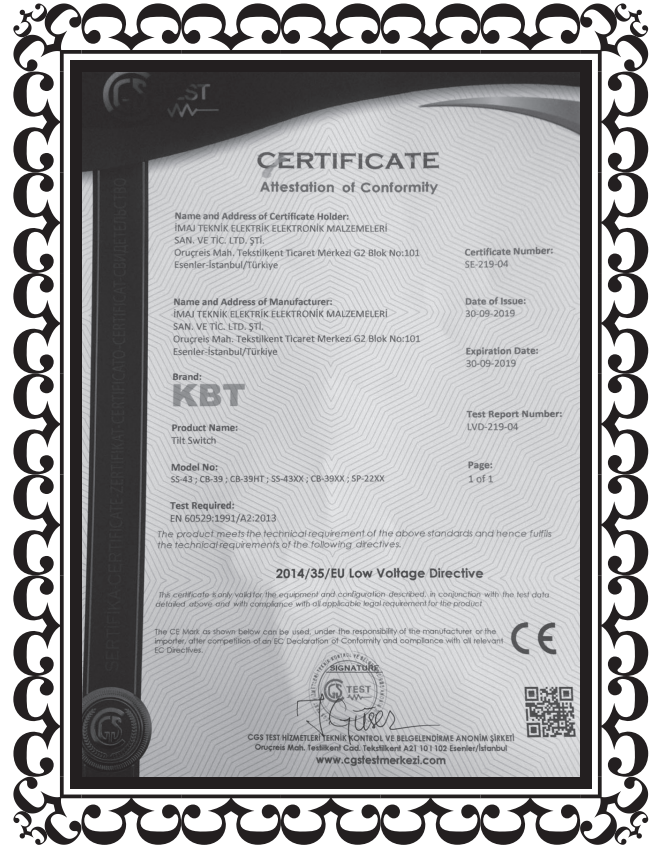 CGS TEST
CERTIFICATE
Attestation of Conformity
Name and Address of Certificate Holder:
İMAJ TEKNİK ELEKTRİK ELEKTRONİK MALZEMELERİ
SAN. VE TİC. LTD. ŞTİ.
Oruçreis Mah. Tekstilkent Ticaret Merkezi G2 Blok No:101
Esenler-İstanbul/Türkiye
Certificate Number:
SE-219-04
Name and Address of Manufacturer:
İMAJ TEKNİK ELEKTRİK ELEKTRONİK MALZEMELERİ
SAN. VE TİC. LTD. ŞTİ.
Oruçreis Mah. Tekstilkent Ticaret Merkezi G2 Blok No:101
Esenler-İstanbul/Türkiye
Date of Issue:
30-09-2019
Expiration Date:
30-09-2019
Brand:
KBT
Product Name:
Tilt Switch
Test Report Number:
LVD-219-04
Model No:
SS-43 ; CB-39 ; CB-39HT ; SS-43XX ; CB-39XX ; SP-22XX
Page:
1 of 1
Test Required:
EN 60529:1991/A2:2013
The product meets the technical requirement of the above standards and hence fulfils
the technical requirements of the following directives.
2014/35/EU Low Voltage Directive
This certificate is only valid for the equipment and configuration described, in conjunction with the test data
detailed above and with compliance with all applicable legal requirement for the product
The CE Mark as shown below can be used, under the responsibility of the manufacturer or the
importer, after competition of an EC Declaration of Conformity and compliance with all relevant
EC Directives.
CE
SIGNATURE
CGS TEST
CGS TEST HİZMETLERİ TEKNİK KONTROL VE BELGELENDİRME ANONİM ŞİRKETİ
Oruçreis Mah. Tekstilkent Cad. Tekstilkent A21 101 102 Esenler/İstanbul
www.cgstestmerkezi.com
SERTİFİKA-CERTIFICATE-ZERTIFIKAT-CERTIFICATO-CERTIFICAT-СВИДЕТЕЛЬСТВО
CGS